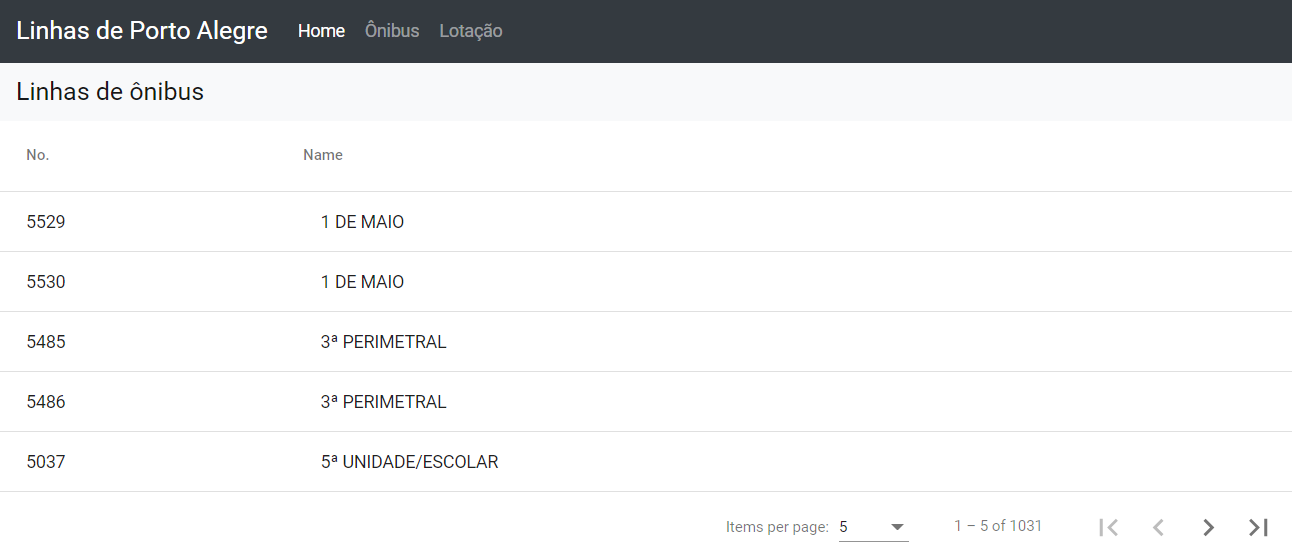 Linhas de Porto Alegre Home Ônibus Lotação
Linhas de ônibus
No. Name
5529 1 DE MAIO
5530 1 DE MAIO
5485 3ª PERIMETRAL
5486 3ª PERIMETRAL
5037 5ª UNIDADE/ESCOLAR
Items per page: 5 1 – 5 of 1031